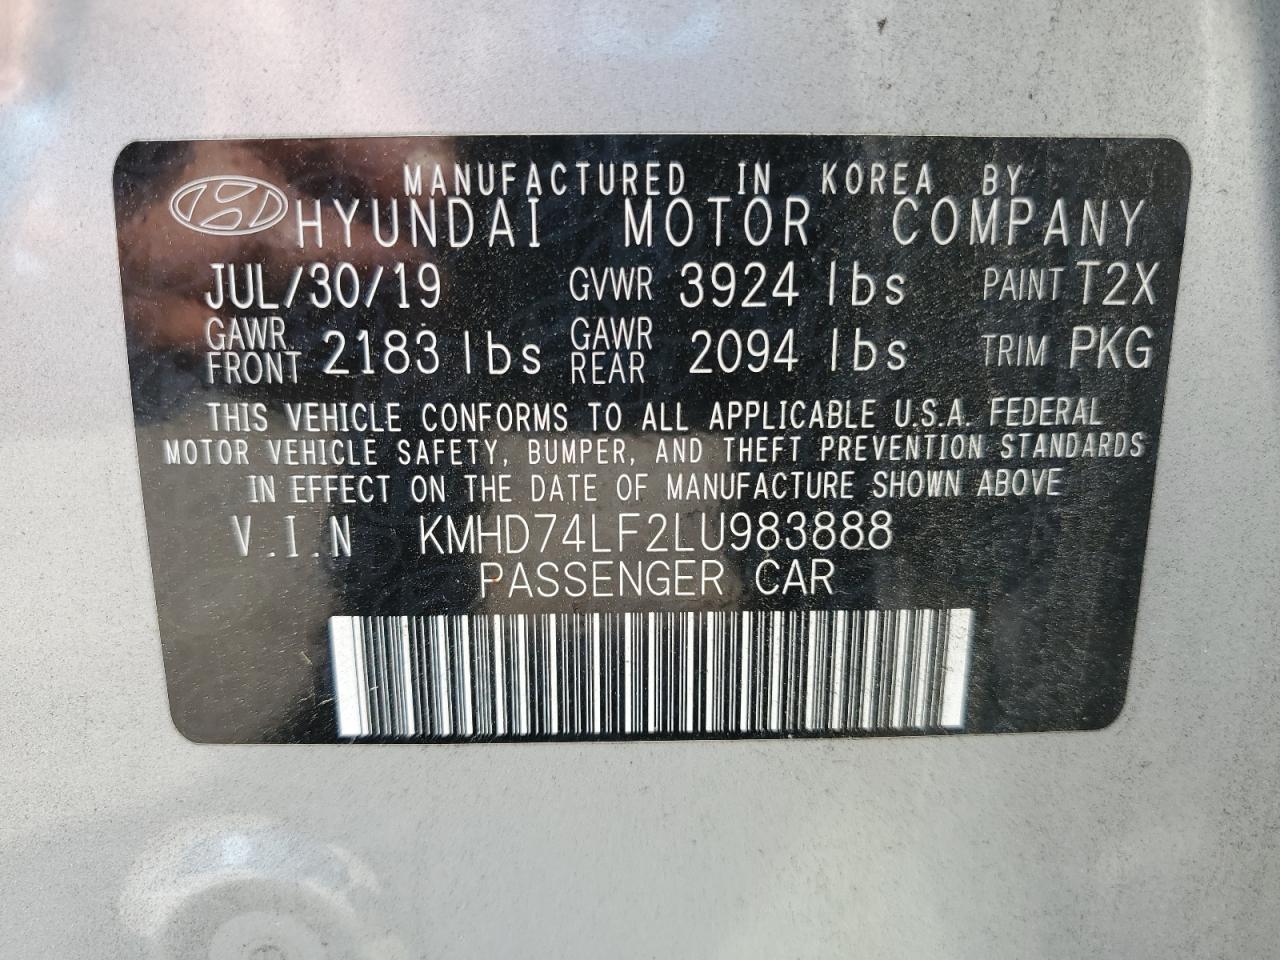 MANUFACTURED IN KOREA BY
HYUNDAI MOTOR COMPANY
JUL/30/19 GVWR 3924 lbs PAINT T2X
GAWR FRONT 2183 lbs GAWR REAR 2094 lbs TRIM PKG
THIS VEHICLE CONFORMS TO ALL APPLICABLE U.S.A. FEDERAL
MOTOR VEHICLE SAFETY, BUMPER, AND THEFT PREVENTION STANDARDS
IN EFFECT ON THE DATE OF MANUFACTURE SHOWN ABOVE
V.I.N KMHD74LF2LU983888
PASSENGER CAR